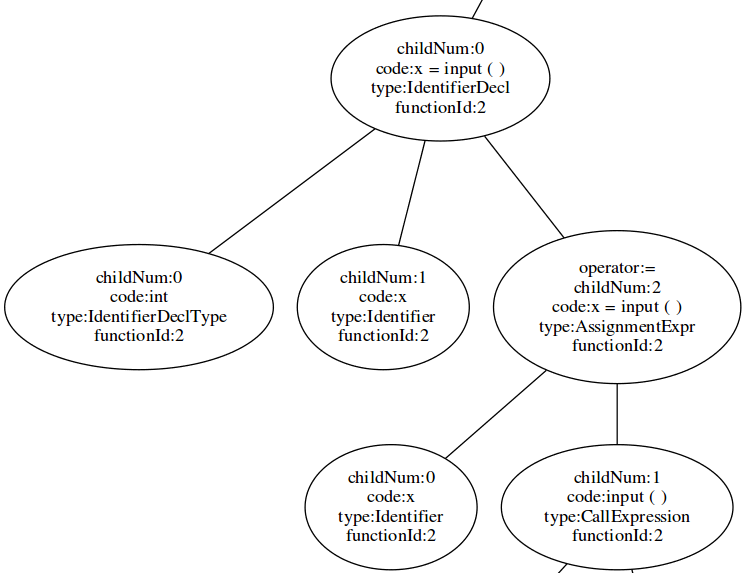 childNum:0
code:x = input ( )
type:IdentifierDecl
functionId:2
childNum:0
code:int
type:IdentifierDeclType
functionId:2
childNum:1
code:x
type:Identifier
functionId:2
operator:=
childNum:2
code:x = input ( )
type:AssignmentExpr
functionId:2
childNum:0
code:x
type:Identifier
functionId:2
childNum:1
code:input ( )
type:CallExpression
functionId:2